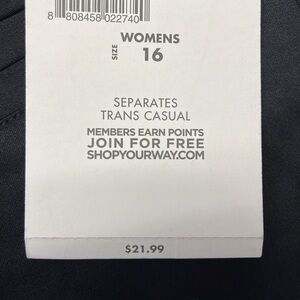 8 808458 022740
WOMENS
SIZE 16
SEPARATES
TRANS CASUAL
MEMBERS EARN POINTS
JOIN FOR FREE
SHOPYOURWAY.COM
$21.99